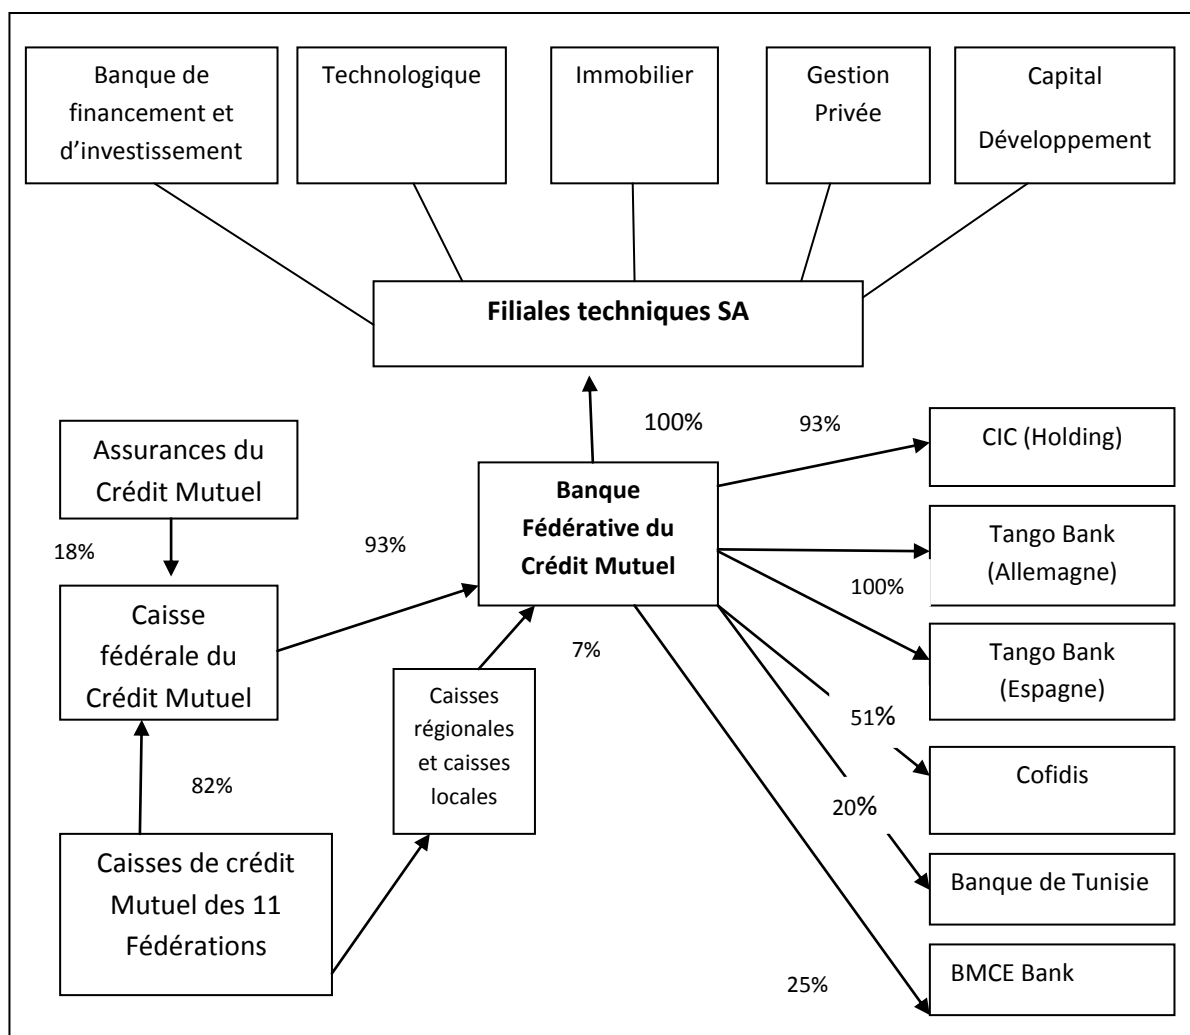 Banque de
financement et
d'investissement
Technologique
Immobilier
Gestion
Privée
Capital
Développement
Filiales techniques SA
100%
93%
CIC (Holding)
Assurances du
Crédit Mutuel
Banque
Fédérative du
Crédit Mutuel
18%
93%
Tango Bank
(Allemagne)
100%
Caisse
fédérale du
Crédit Mutuel
7%
Tango Bank
(Espagne)
Caisses
régionales
et caisses
locales
51%
82%
Cofidis
20%
Caisses de crédit
Mutuel des 11
Fédérations
Banque de Tunisie
25%
BMCE Bank